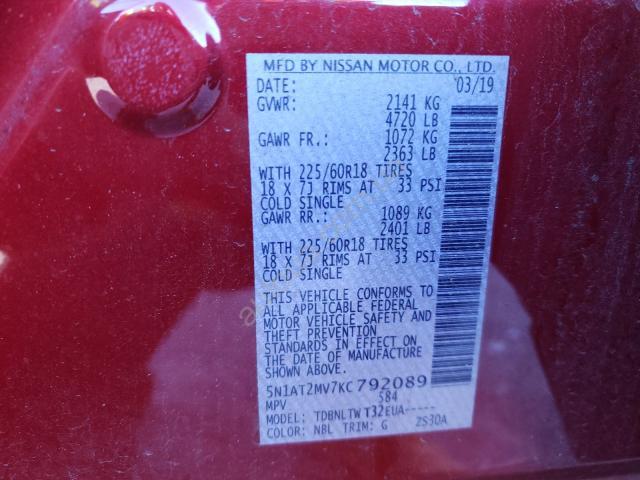 MFD BY NISSAN MOTOR CO., LTD.
DATE: 03/19
GVWR: 2141 KG
4720 LB
GAWR FR.: 1072 KG
2363 LB
WITH 225/60R18 TIRES
18 X 7J RIMS AT 33 PSI
COLD SINGLE
GAWR RR.: 1089 KG
2401 LB
WITH 225/60R18 TIRES
18 X 7J RIMS AT 33 PSI
COLD SINGLE
THIS VEHICLE CONFORMS TO
ALL APPLICABLE FEDERAL
MOTOR VEHICLE SAFETY AND
THEFT PREVENTION
STANDARDS IN EFFECT ON
THE DATE OF MANUFACTURE
SHOWN ABOVE.
5N1AT2MV7KC792089
MPV 584
MODEL: TDBNLTW T32EUA-----
COLOR: NBL TRIM: G ZS30A